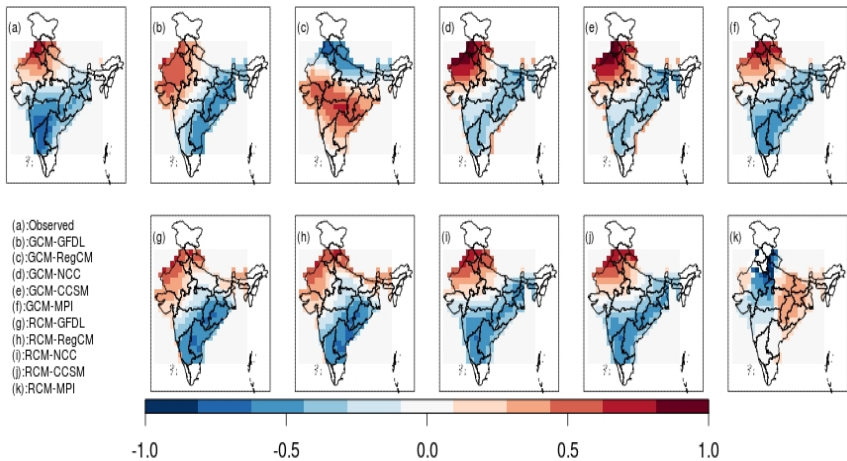 (a)
(b)
(c)
(d)
(e)
(f)
(g)
(h)
(i)
(j)
(k)
(a):Observed
(b):GCM-GFDL
(c):GCM-RegCM
(d):GCM-NCC
(e):GCM-CCSM
(f):GCM-MPI
(g):RCM-GFDL
(h):RCM-RegCM
(i):RCM-NCC
(j):RCM-CCSM
(k):RCM-MPI
-1.0
-0.5
0.0
0.5
1.0